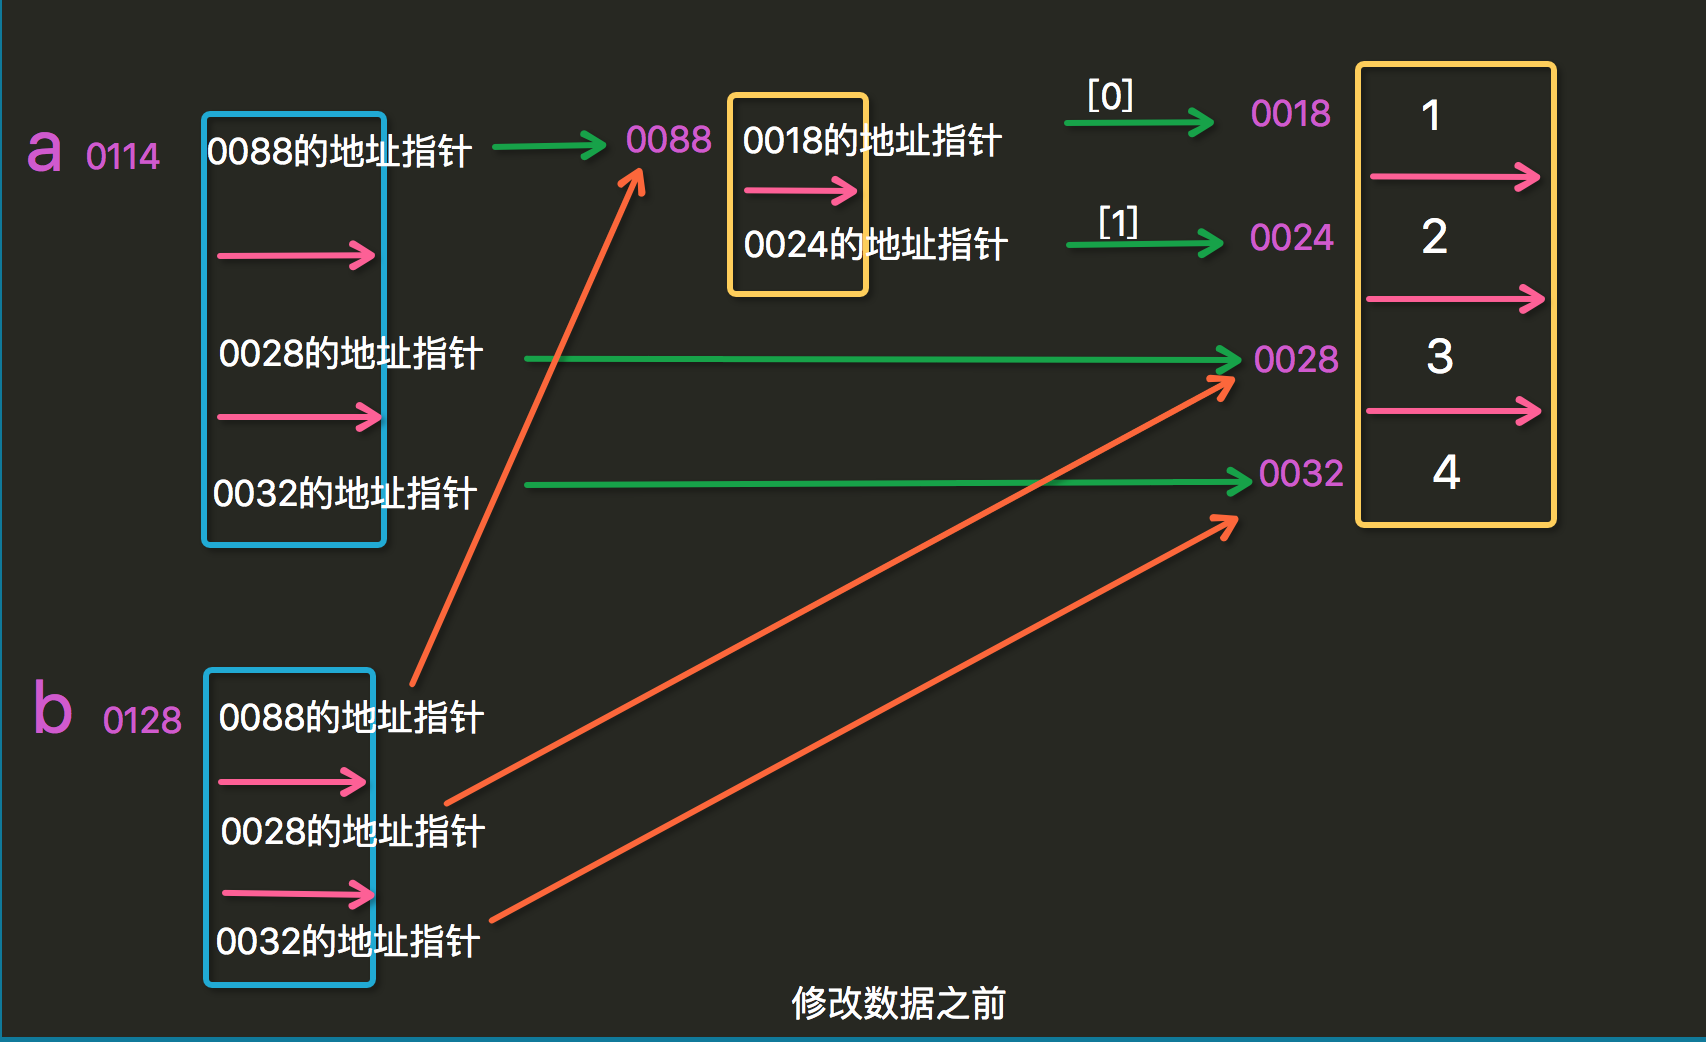 a 0114
0088的地址指针
0028的地址指针
0032的地址指针
0088
0018的地址指针
0024的地址指针
[0]
[1]
0018
0024
0028
0032
1
2
3
4
b 0128
0088的地址指针
0028的地址指针
0032的地址指针
修改数据之前